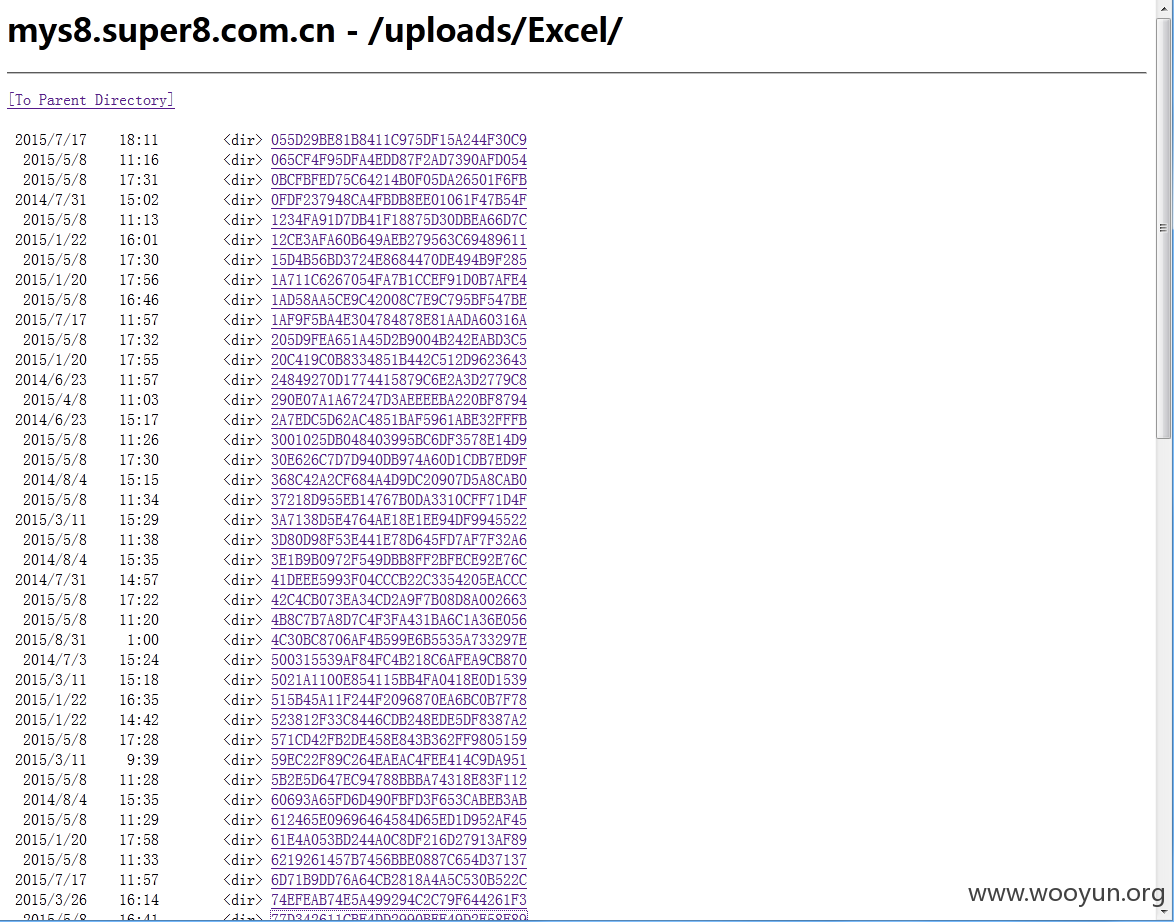 mys8.super8.com.cn - /uploads/Excel/
[To Parent Directory]
2015/7/17 18:11 <dir> 055D29BE81B8411C975DF15A244F30C9
2015/5/8 11:16 <dir> 065CF4F95DFA4EDD87F2AD7390AFD054
2015/5/8 17:31 <dir> 0BCFBFED75C64214B0F05DA26501F6FB
2014/7/31 15:02 <dir> 0FDF237948CA4FBDB8EE01061F47B54F
2015/5/8 11:13 <dir> 1234FA91D7DB41F18875D30DBEA66D7C
2015/1/22 16:01 <dir> 12CE3AFA60B649AEB279563C69489611
2015/5/8 17:30 <dir> 15D4B56BD3724E8684470DE494B9F285
2015/1/20 17:56 <dir> 1A711C6267054FA7B1CCEF91D0B7AFE4
2015/5/8 16:46 <dir> 1AD58AA5CE9C42008C7E9C795BF547BE
2015/7/17 11:57 <dir> 1AF9F5BA4E304784878E81AADA60316A
2015/5/8 17:32 <dir> 205D9FEA651A45D2B9004B242EABD3C5
2015/1/20 17:55 <dir> 20C419C0B8334851B442C512D9623643
2014/6/23 11:57 <dir> 24849270D1774415879C6E2A3D2779C8
2015/4/8 11:03 <dir> 290E07A1A67247D3AEEEEBA220BF8794
2014/6/23 15:17 <dir> 2A7EDC5D62AC4851BAF5961ABE32FFFB
2015/5/8 11:26 <dir> 3001025DB048403995BC6DF3578E14D9
2015/5/8 17:30 <dir> 30E626C7D7D940DB974A60D1CDB7ED9F
2014/8/4 15:15 <dir> 368C42A2CF684A4D9DC20907D5A8CAB0
2015/5/8 11:34 <dir> 37218D955EB14767B0DA3310CFF71D4F
2015/3/11 15:29 <dir> 3A7138D5E4764AE18E1EE94DF9945522
2015/5/8 11:38 <dir> 3D80D98F53E441E78D645FD7AF7F32A6
2014/8/4 15:35 <dir> 3E1B9B0972F549DBB8FF2BFECE92E76C
2014/7/31 14:57 <dir> 41DEEE5993F04CCCB22C3354205EACCC
2015/5/8 17:22 <dir> 42C4CB073EA34CD2A9F7B08D8A002663
2015/5/8 11:20 <dir> 4B8C7B7A8D7C4F3FA431BA6C1A36E056
2015/8/31 1:00 <dir> 4C30BC8706AF4B599E6B5535A733297E
2014/7/3 15:24 <dir> 500315539AF84FC4B218C6AFEA9CB870
2015/3/11 15:18 <dir> 5021A1100E854115BB4FA0418E0D1539
2015/1/22 16:35 <dir> 515B45A11F244F2096870EA6BC0B7F78
2015/1/22 14:42 <dir> 523812F33C8446CDB248EDE5DF8387A2
2015/5/8 17:28 <dir> 571CD42FB2DE458E843B362FF9805159
2015/3/11 9:39 <dir> 59EC22F89C264EAEAC4FEE414C9DA951
2015/5/8 11:28 <dir> 5B2E5D647EC94788BBBA74318E83F112
2014/8/4 15:35 <dir> 60693A65FD6D490FBFD3F653CABEB3AB
2015/5/8 11:29 <dir> 612465E09696464584D65ED1D952AF45
2015/1/20 17:58 <dir> 61E4A053BD244A0C8DF216D27913AF89
2015/5/8 11:33 <dir> 6219261457B7456BBE0887C654D37137
2015/7/17 11:57 <dir> 6D71B9DD76A64CB2818A4A5C530B522C
2015/3/26 16:14 <dir> 74EFEAB74E5A499294C2C79F644261F3
2015/5/8 16:41 <dir>
www.wooyun.org